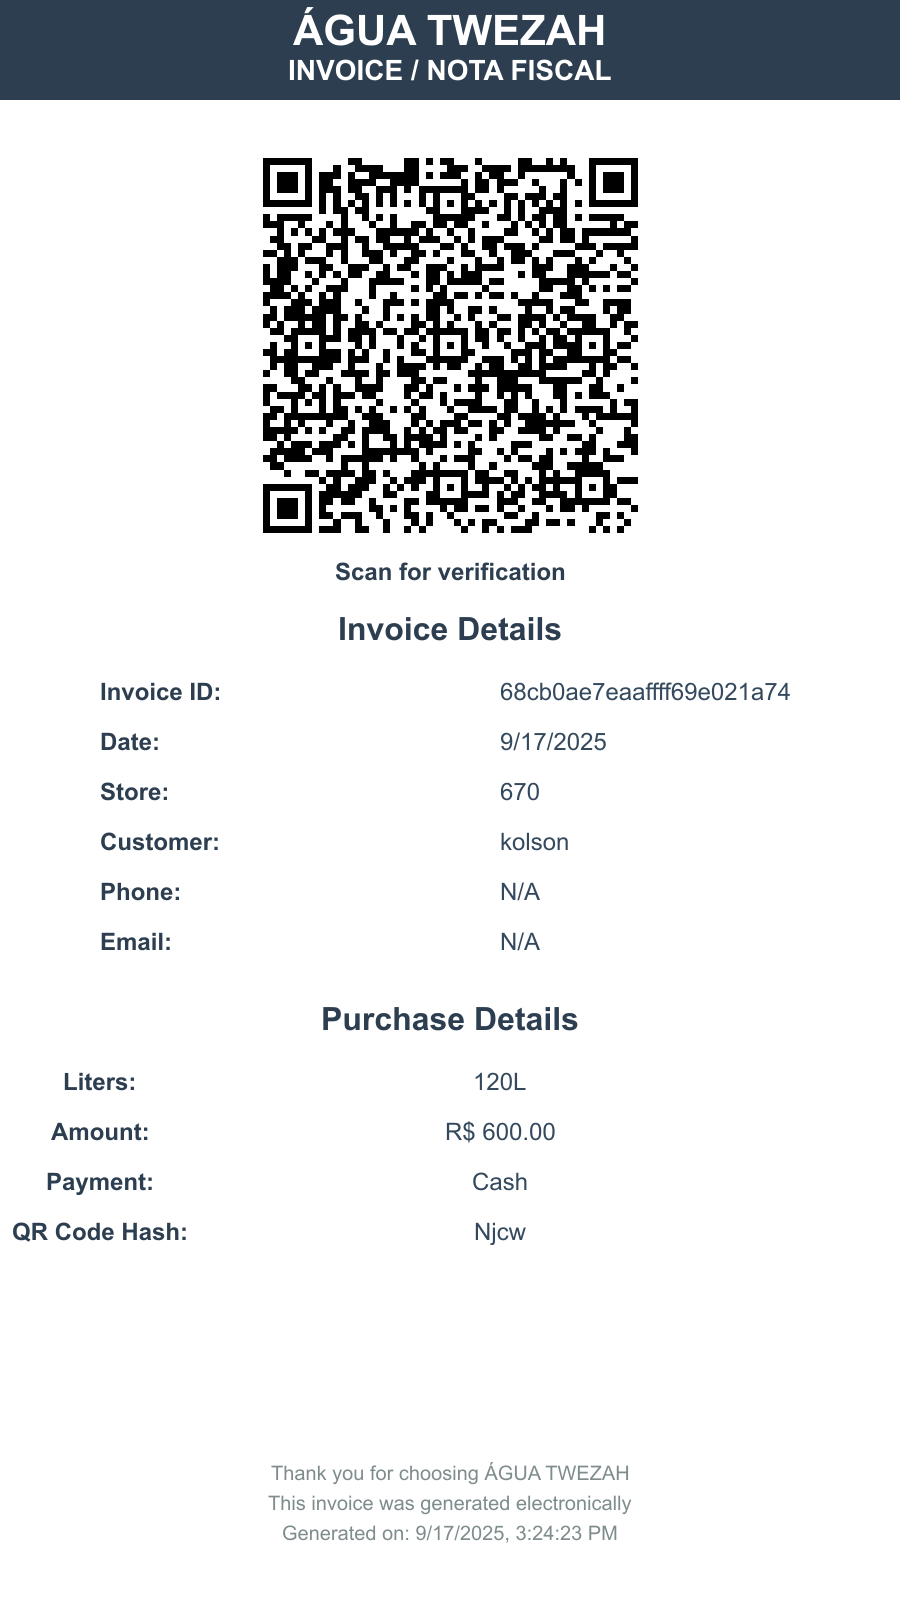 ÁGUA TWEZAH
INVOICE / NOTA FISCAL
Scan for verification
Invoice Details
Invoice ID: 68cb0ae7eaaffff69e021a74
Date: 9/17/2025
Store: 670
Customer: kolson
Phone: N/A
Email: N/A
Purchase Details
Liters: 120L
Amount: R$ 600.00
Payment: Cash
QR Code Hash: Njcw
Thank you for choosing ÁGUA TWEZAH
This invoice was generated electronically
Generated on: 9/17/2025, 3:24:23 PM